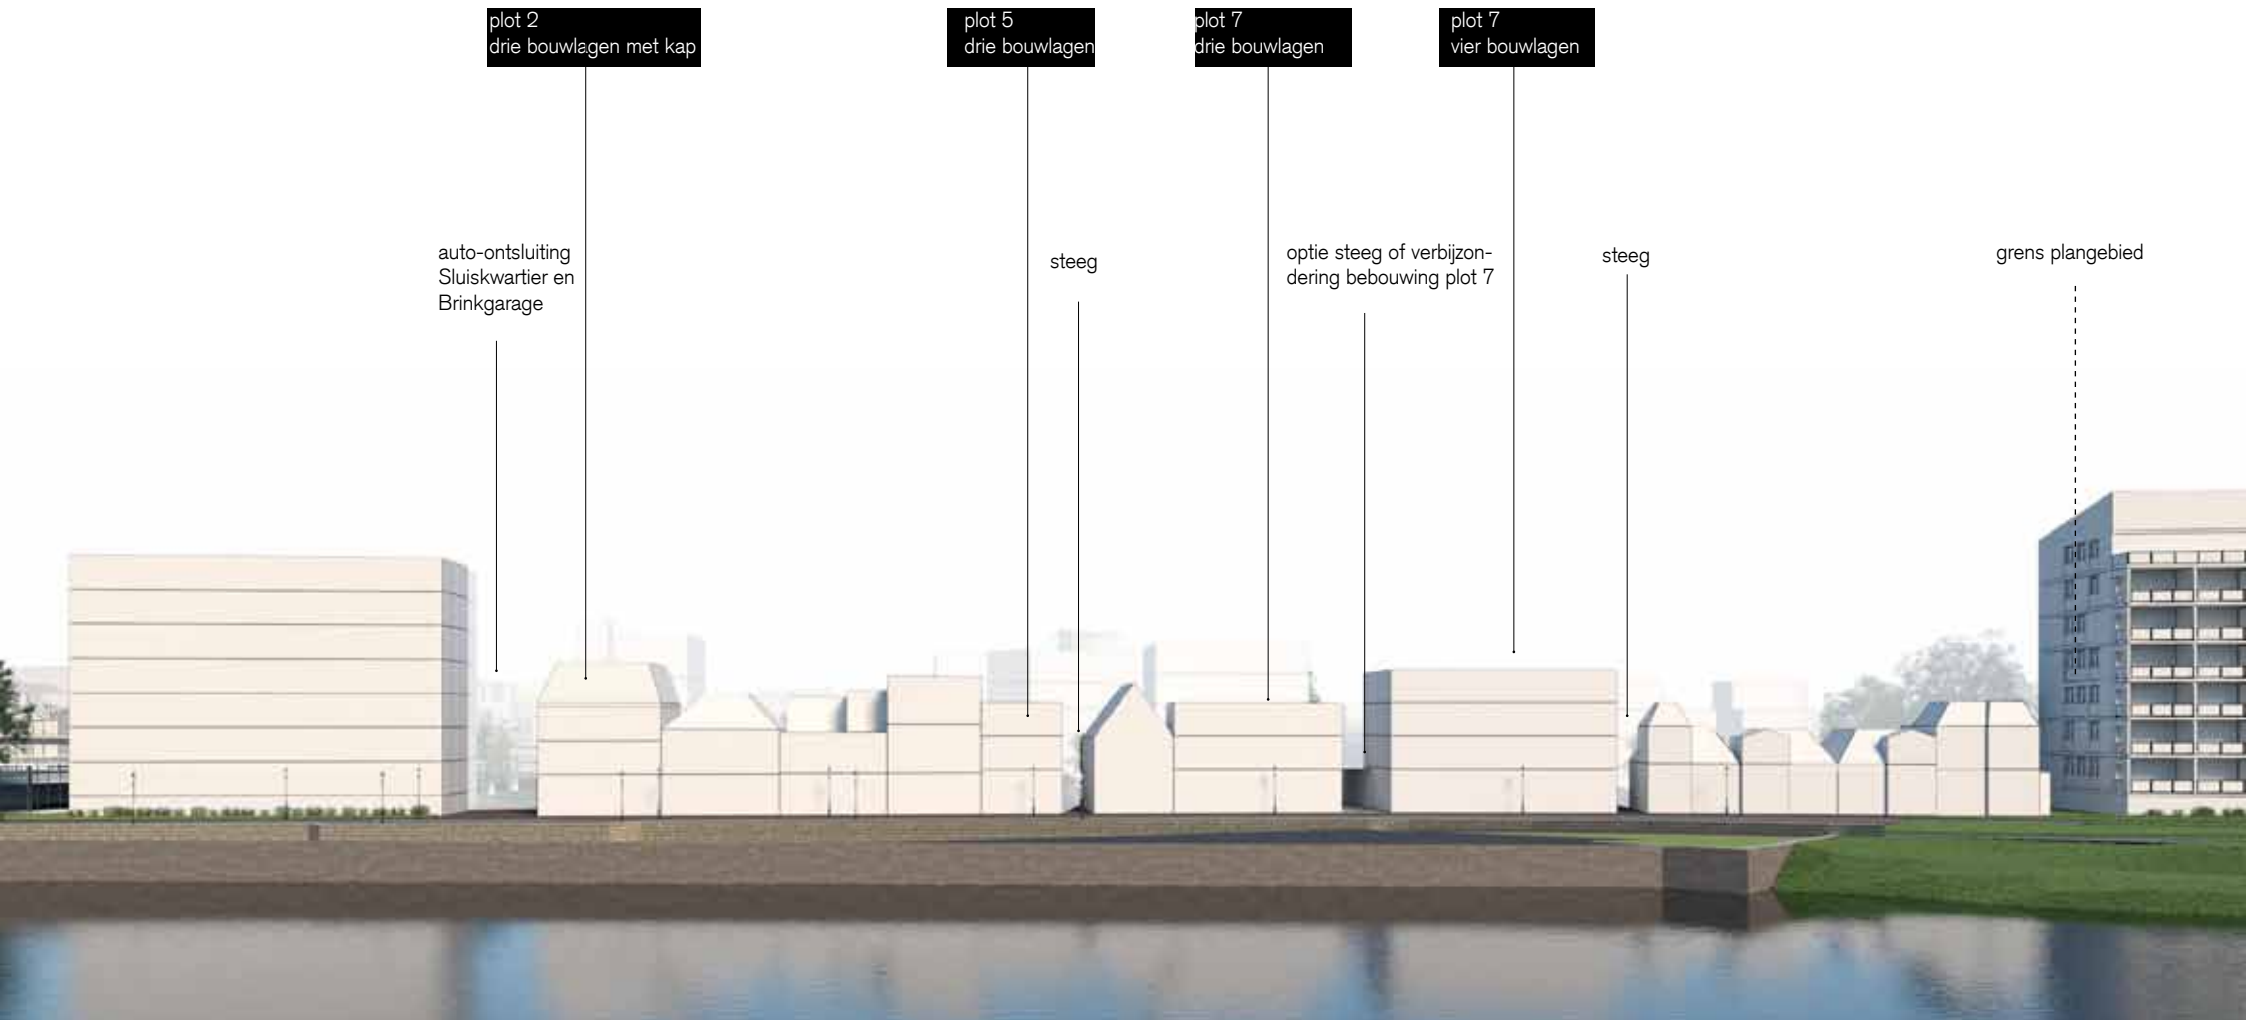 plot 2
drie bouwlagen met kap
plot 5
drie bouwlagen
plot 7
drie bouwlagen
plot 7
vier bouwlagen
auto-ontsluiting
Sluiskwartier en
Brinkgarage
steeg
optie steeg of verbijzon-
dering bebouwing plot 7
steeg
grens plangebied